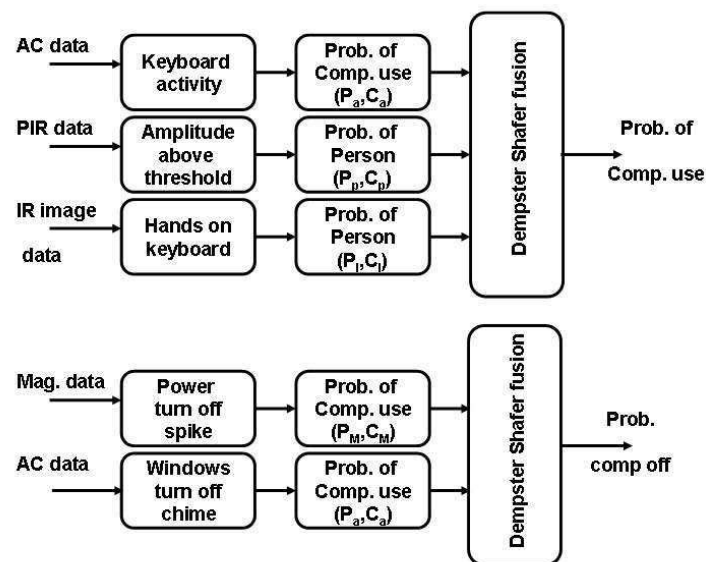 AC data
Keyboard
activity
Prob. of
Comp. use
(Pa,Ca)
PIR data
Amplitude
above
threshold
Prob. of
Person
(Pp,Cp)
IR image
data
Hands on
keyboard
Prob. of
Person
(PI,CI)
Dempster Shafer fusion
Prob. of
Comp. use
Mag. data
Power
turn off
spike
Prob. of
Comp. use
(PM,CM)
AC data
Windows
turn off
chime
Prob. of
Comp. use
(Pa,Ca)
Dempster Shafer fusion
Prob.
comp off